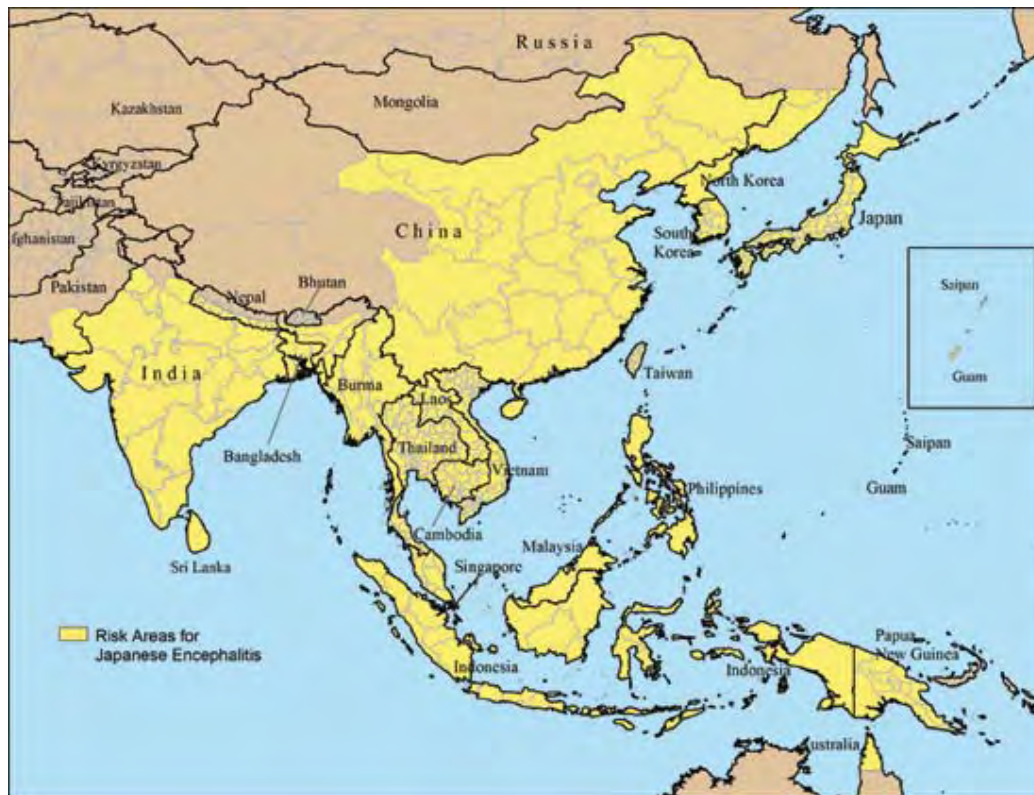 Russia
Kazakhstan
Mongolia
Kyrgyzstan
Tajikistan
North Korea
China
Japan
South
Korea
fghanistan
Pakistan
Nepal
Bhutan
Saipan
Guam
India
Burma
Laos
Taiwan
Thailand
Bangladesh
Vietnam
Saipan
Guam
Philippines
Cambodia
Malaysia
Singapore
Sri Lanka
Risk Areas for
Japanese Encephalitis
Indonesia
Indonesia
Papua
New Guinea
Australia